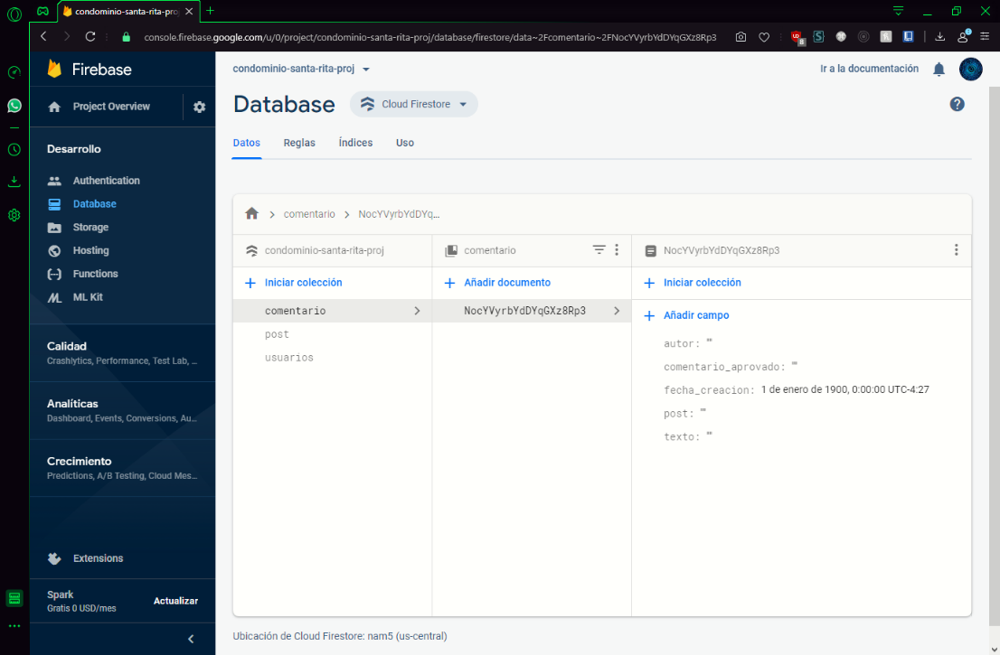 condominio-santa-rita-proj
console.firebase.google.com/u/0/project/condominio-santa-rita-proj/database/firestore/data~2Fcomentario~2FNocYVyrbYdDYqGXz8Rp3
8
Firebase
Project Overview
Desarrollo
Authentication
Database
Storage
Hosting
Functions
ML Kit
Calidad
Crashlytics, Performance, Test Lab, ...
Analíticas
Dashboard, Events, Conversions, Au...
Crecimiento
Predictions, A/B Testing, Cloud Mes...
Extensions
Spark
Gratis 0 USD/mes
Actualizar
condominio-santa-rita-proj
Ir a la documentación
Database
Cloud Firestore
Datos
Reglas
Índices
Uso
comentario
NocYVyrbYdDYq...
condominio-santa-rita-proj
Iniciar colección
comentario
post
usuarios
comentario
Añadir documento
NocYVyrbYdDYqGXz8Rp3
NocYVyrbYdDYqGXz8Rp3
Iniciar colección
Añadir campo
autor: ""
comentario_aprovado: ""
fecha_creacion: 1 de enero de 1900, 0:00:00 UTC-4:27
post: ""
texto: ""
Ubicación de Cloud Firestore: nam5 (us-central)